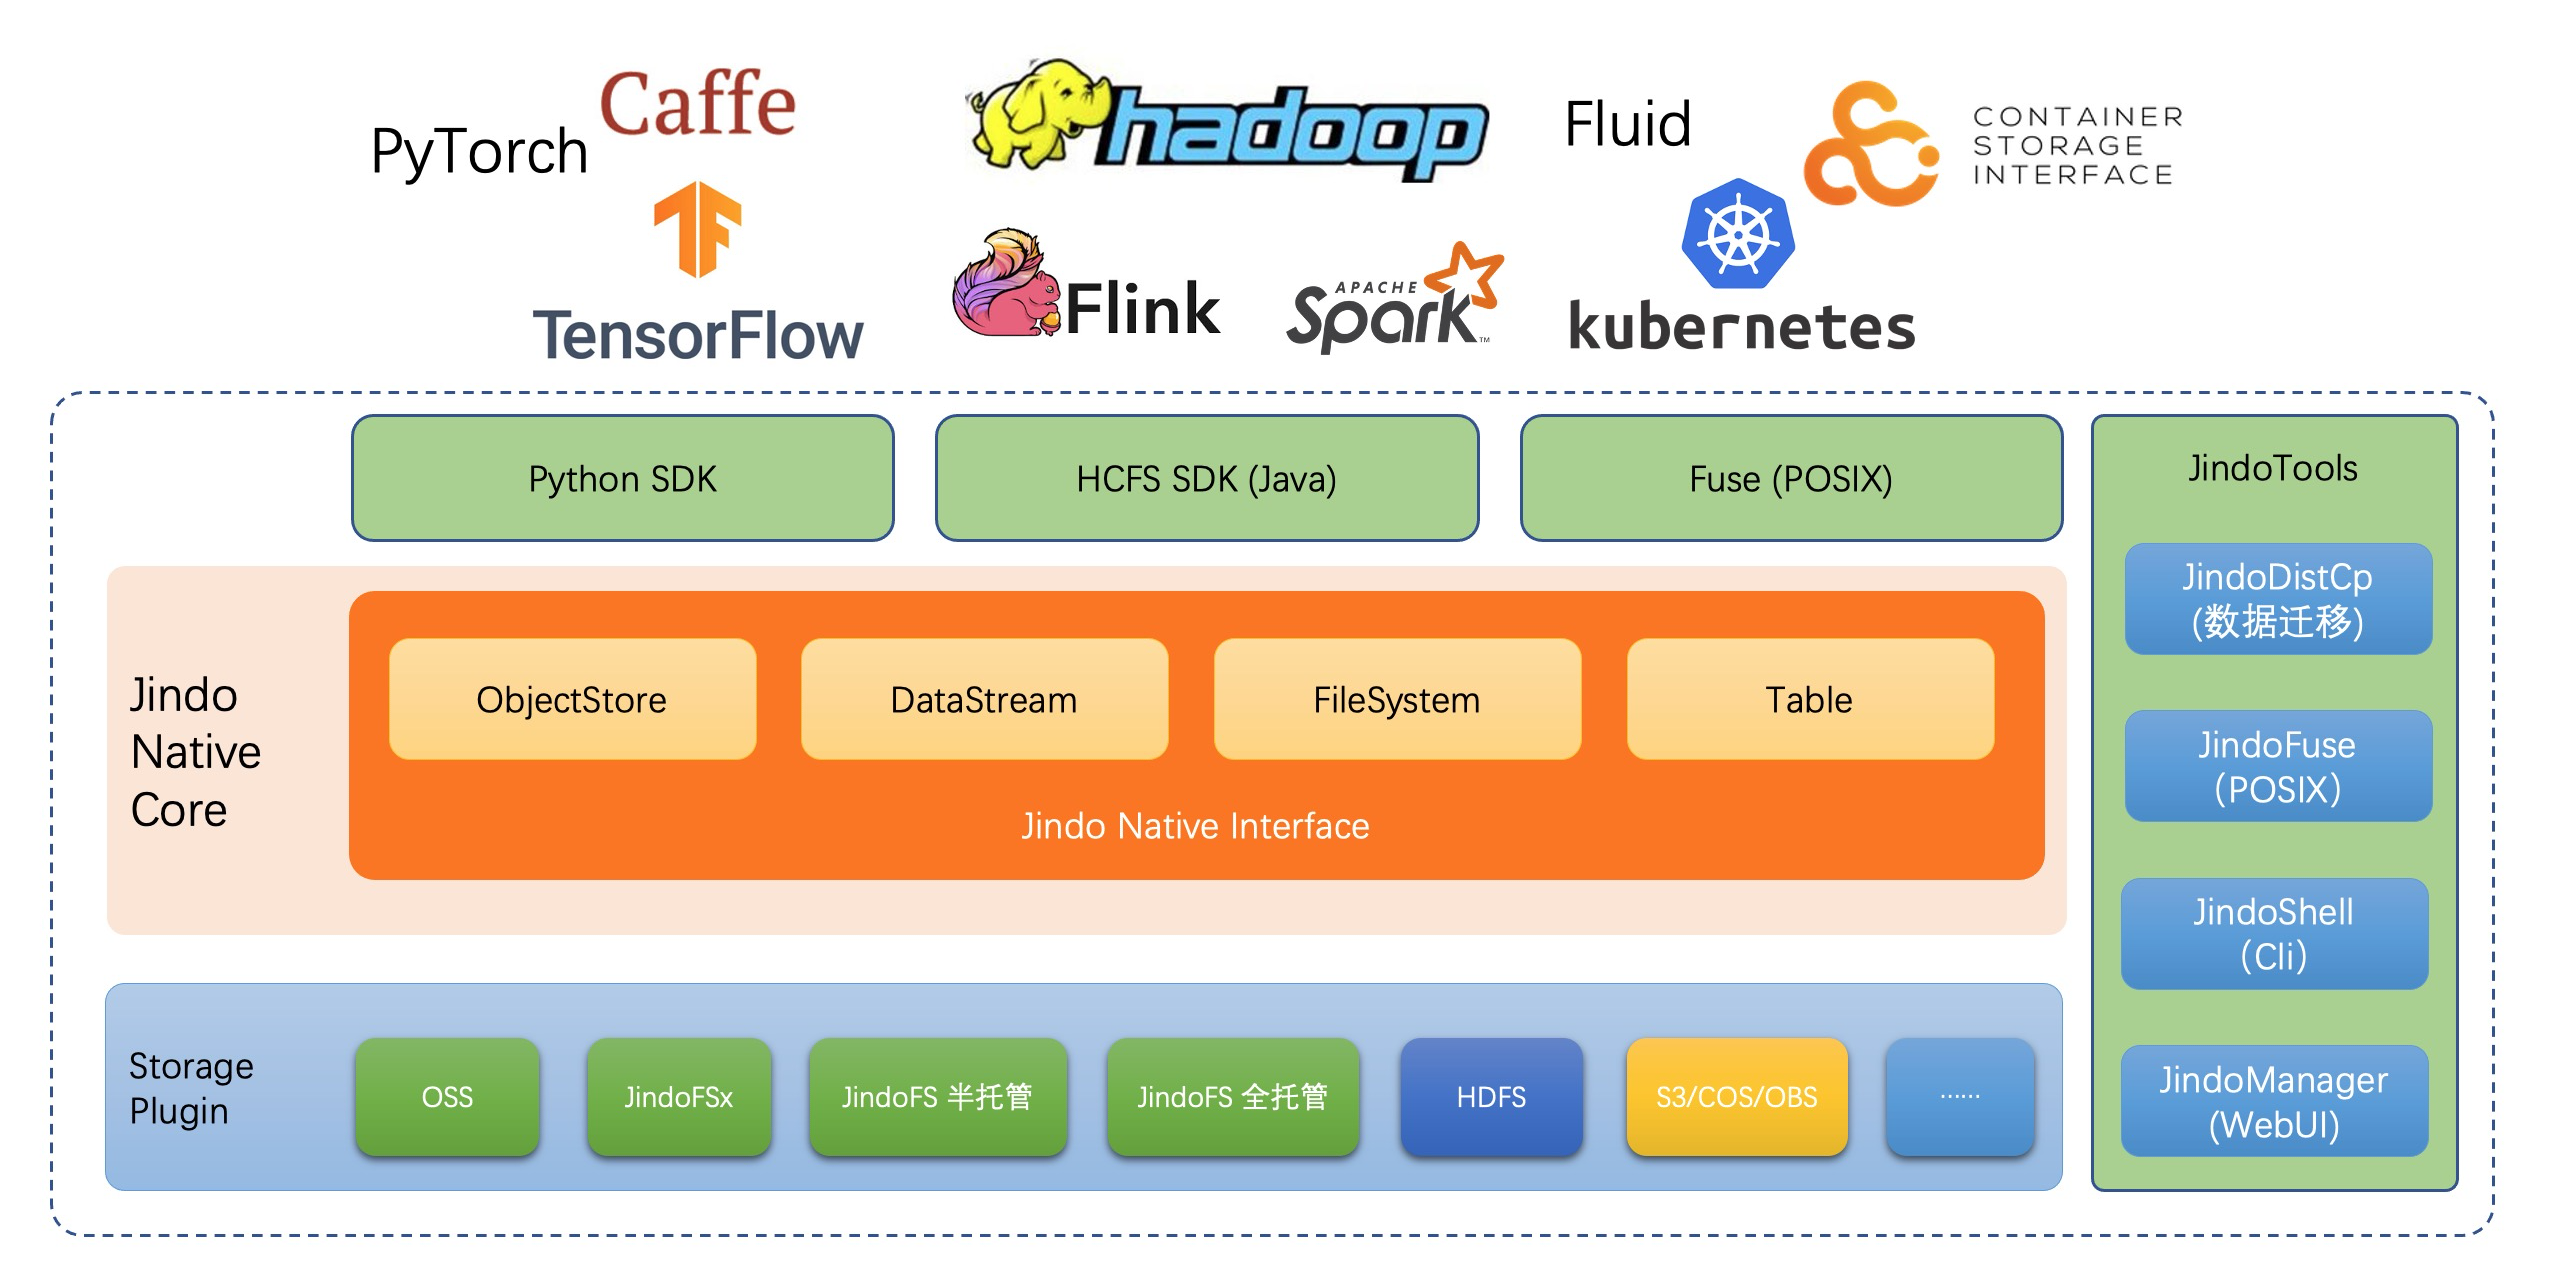 PyTorch
Caffe
TensorFlow
hadoop
Flink
APACHE
Spark
TM
Fluid
CONTAINER
STORAGE
INTERFACE
kubernetes
Python SDK
HCFS SDK (Java)
Fuse (POSIX)
Jindo
Native
Core
ObjectStore
DataStream
FileSystem
Table
Jindo Native Interface
Storage
Plugin
OSS
JindoFSx
JindoFS 半托管
JindoFS 全托管
HDFS
S3/COS/OBS
……
JindoTools
JindoDistCp
(数据迁移)
JindoFuse
(POSIX)
JindoShell
(Cli)
JindoManager
(WebUI)